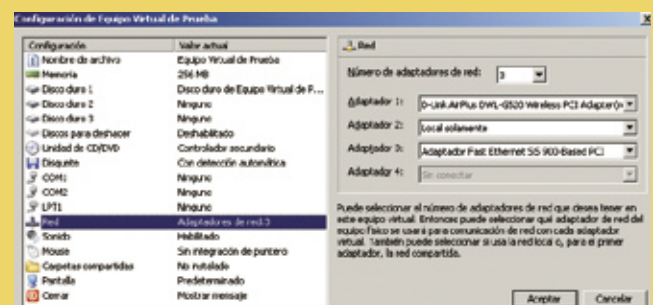 Configuración de Equipo Virtual de Prueba
Configuración Valor actual
Nombre de archivo Equipo Virtual de Prueba
Memoria 256 MB
Disco duro 1 Disco duro de Equipo Virtual de P...
Disco duro 2 Ninguno
Disco duro 3 Ninguno
Discos para deshacer Deshabilitado
Unidad de CD/DVD Controlador secundario
Disquete Con detección automática
COM1 Ninguno
COM2 Ninguno
LPT1 Ninguno
Red Adaptadores de red:3
Sonido Habilitado
Mouse Sin integración de puntero
Carpetas compartidas No instalado
Pantalla Predeterminado
Cerrar Mostrar mensaje
Red
Número de adaptadores de red: 3
Adaptador 1: D-Link AirPlus DWL-G520 Wireless PCI Adapter(
Adaptador 2: Local solamente
Adaptador 3: Adaptador Fast Ethernet SiS 900-Based PCI
Adaptador 4: Sin conectar
Puede seleccionar el número de adaptadores de red que desea tener en
este equipo virtual. Entonces puede seleccionar qué adaptador de red del
equipo físico se usará para comunicación de red con cada adaptador
virtual. También puede seleccionar si usa la red local o, para el primer
adaptador, la red compartida.
Aceptar Cancelar